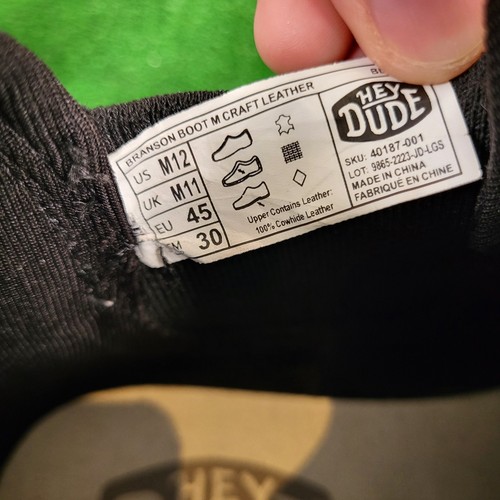 BRANSON BOOT M CRAFT LEATHER
US M12
UK M11
EU 45
30
Upper Contains Leather:
100% Cowhide Leather
HEY
DUDE
SKU: 40187-001
LOT: 9865-2223-JD-LGS
MADE IN CHINA
FABRIQUÉ EN CHINE
HEY